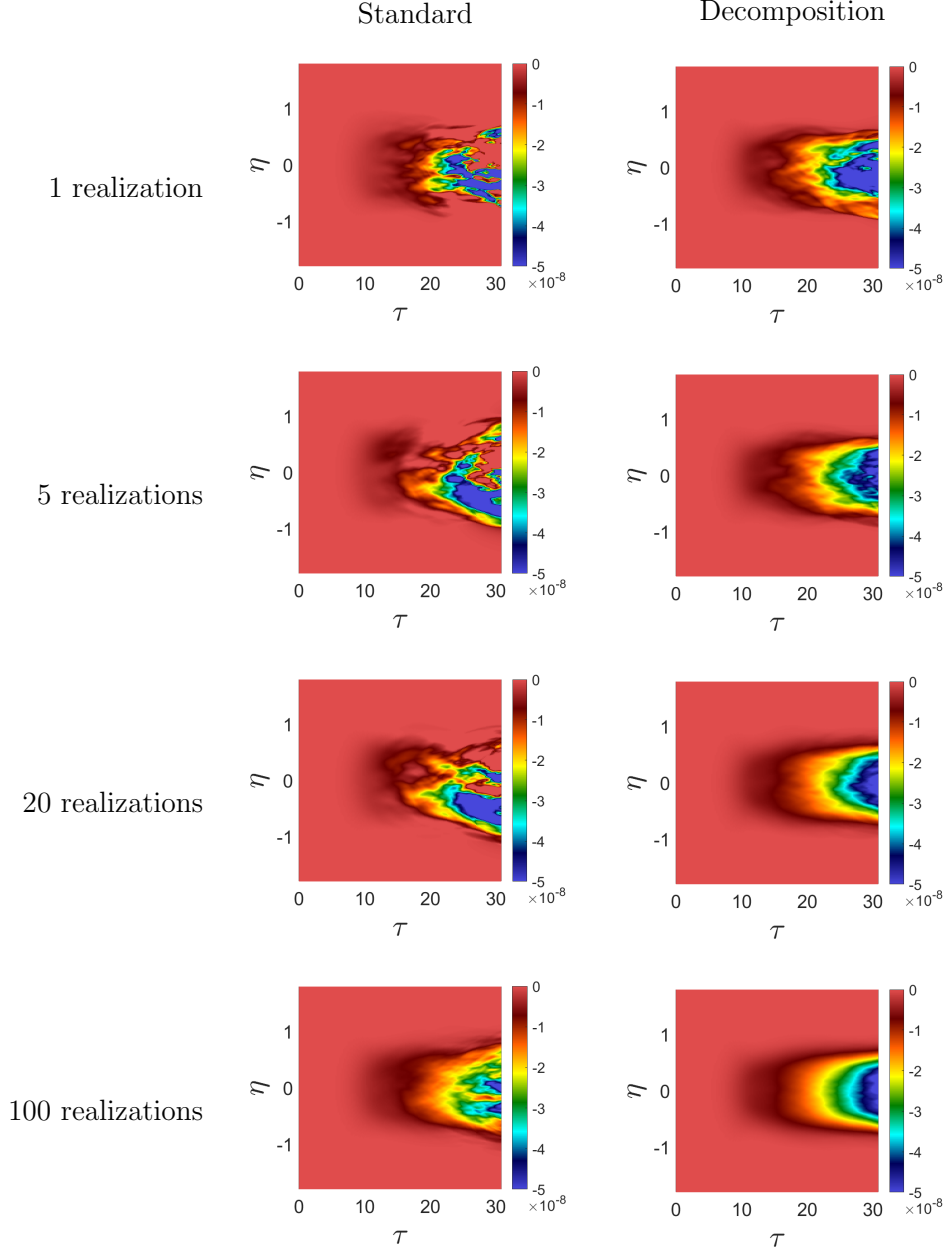 Standard Decomposition
1 realization
η
1
0
-1
0 10 20 30
τ
0
-1
-2
-3
-4
-5
×10⁻⁸
η
1
0
-1
0 10 20 30
τ
0
-1
-2
-3
-4
-5
×10⁻⁸
5 realizations
η
1
0
-1
0 10 20 30
τ
0
-1
-2
-3
-4
-5
×10⁻⁸
η
1
0
-1
0 10 20 30
τ
0
-1
-2
-3
-4
-5
×10⁻⁸
20 realizations
η
1
0
-1
0 10 20 30
τ
0
-1
-2
-3
-4
-5
×10⁻⁸
η
1
0
-1
0 10 20 30
τ
0
-1
-2
-3
-4
-5
×10⁻⁸
100 realizations
η
1
0
-1
0 10 20 30
τ
0
-1
-2
-3
-4
-5
×10⁻⁸
η
1
0
-1
0 10 20 30
τ
0
-1
-2
-3
-4
-5
×10⁻⁸